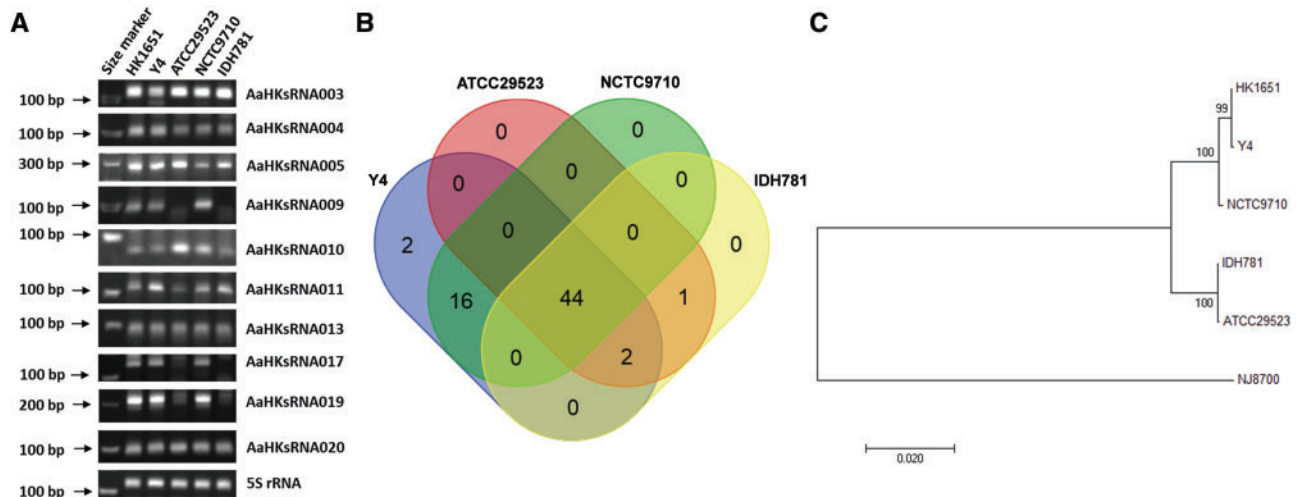 A
Size marker
HK1651
Y4
ATCC29523
NCTC9710
IDH781
100 bp
AaHKsRNA003
100 bp
AaHKsRNA004
300 bp
AaHKsRNA005
100 bp
AaHKsRNA009
100 bp
AaHKsRNA010
100 bp
AaHKsRNA011
100 bp
AaHKsRNA013
100 bp
AaHKsRNA017
200 bp
AaHKsRNA019
100 bp
AaHKsRNA020
100 bp
5S rRNA
B
ATCC29523
NCTC9710
Y4
IDH781
0
0
0
0
0
2
0
0
0
16
44
1
0
2
0
C
HK1651
99
Y4
100
NCTC9710
IDH781
100
ATCC29523
NJ8700
0.020